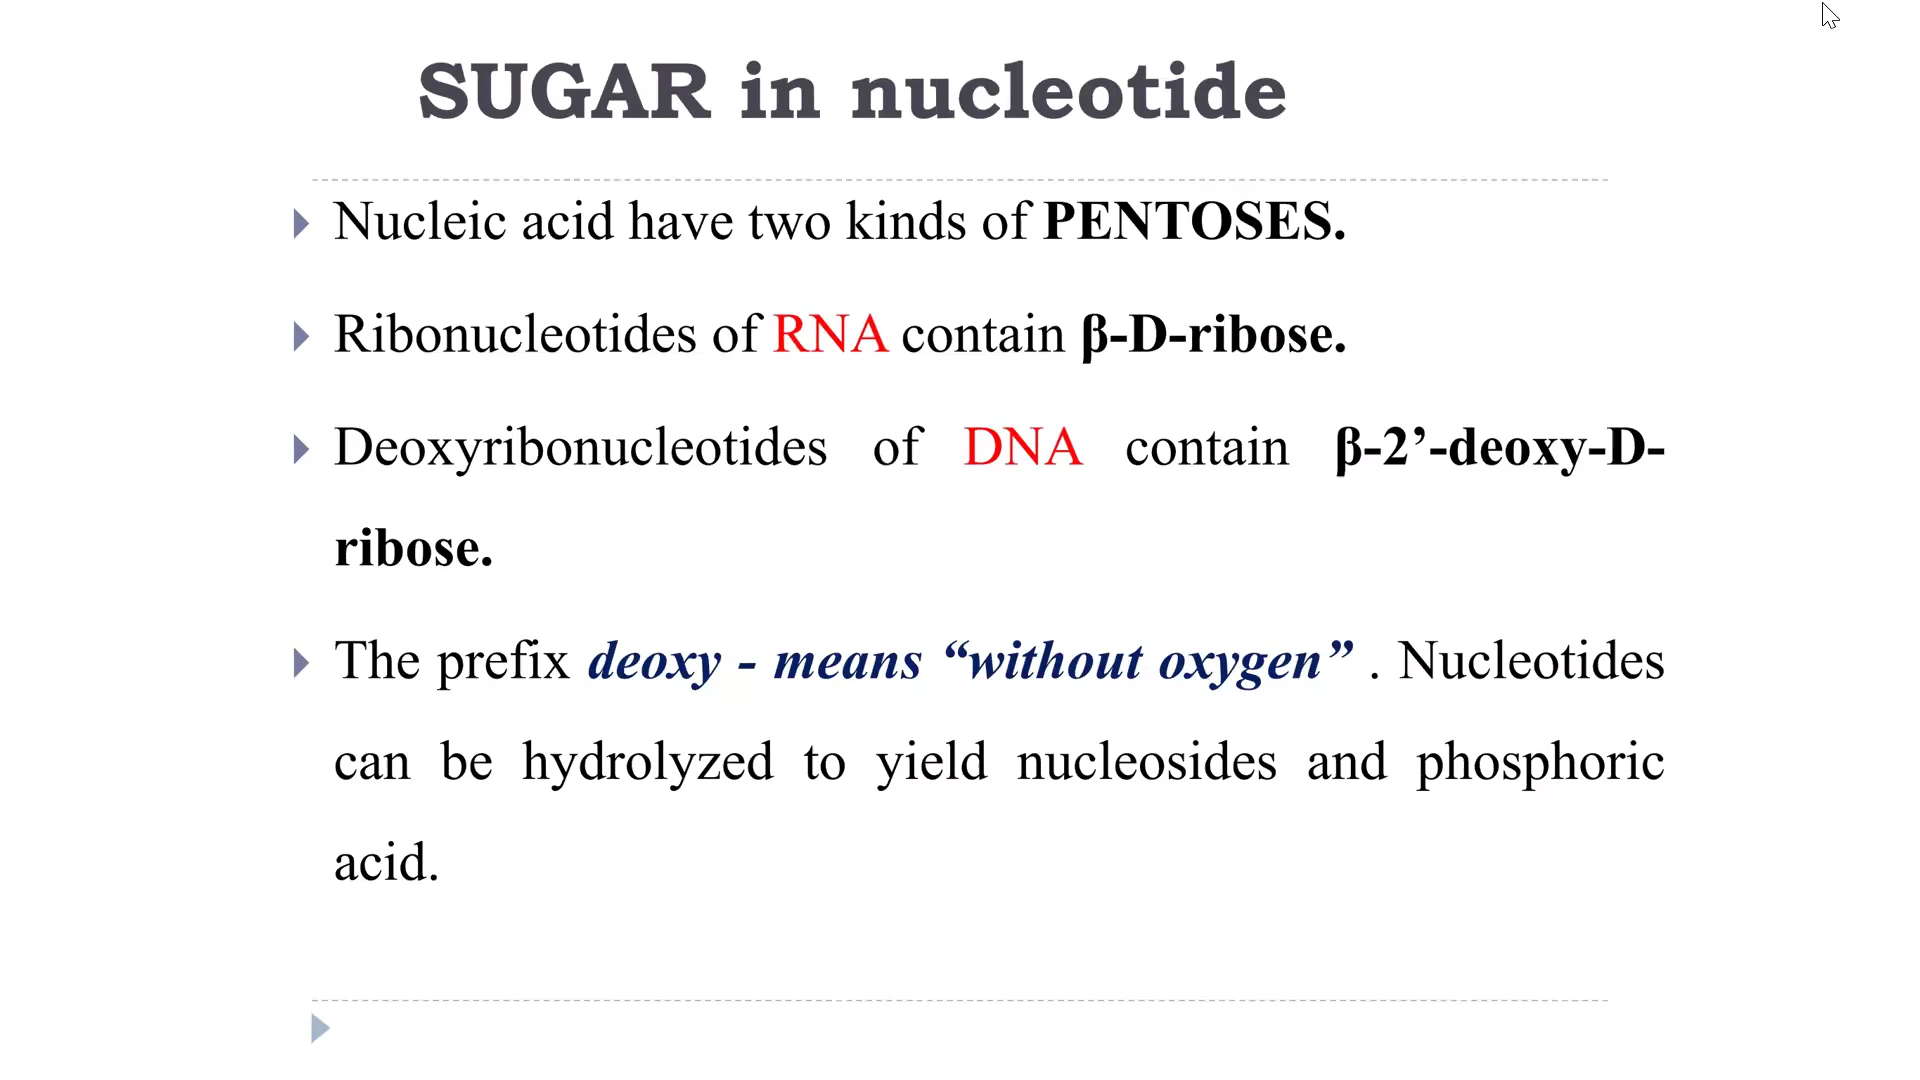 SUGAR in nucleotide
Nucleic acid have two kinds of PENTOSES.
Ribonucleotides of RNA contain β-D-ribose.
Deoxyribonucleotides of DNA contain β-2’-deoxy-D-
ribose.
The prefix deoxy - means “without oxygen” . Nucleotides
can be hydrolyzed to yield nucleosides and phosphoric
acid.